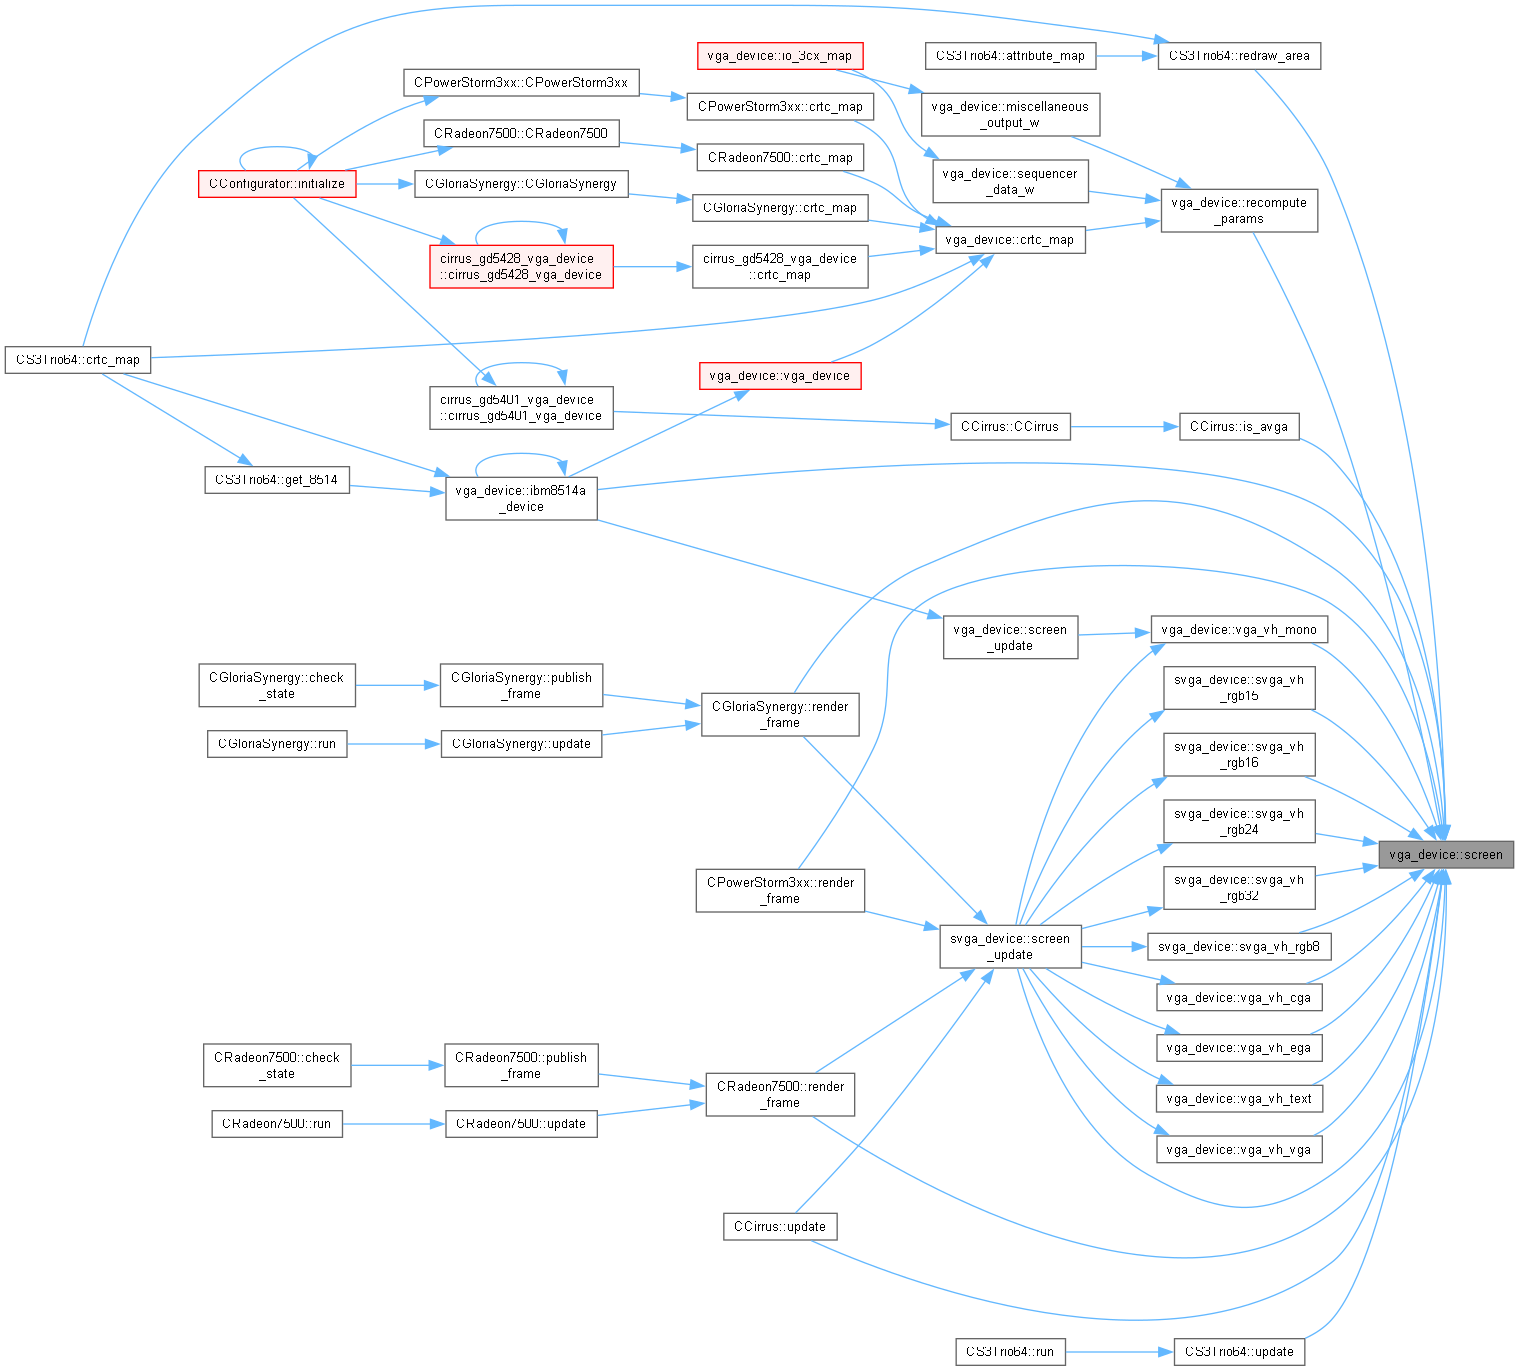 vga_device::io_3cx_map
CS3Trio64::attribute_map
CS3Trio64::redraw_area
CPowerStorm3xx::CPowerStorm3xx
CPowerStorm3xx::crtc_map
vga_device::miscellaneous
_output_w
CRadeon7500::CRadeon7500
CRadeon7500::crtc_map
vga_device::sequencer
_data_w
CConfigurator::initialize
CGloriaSynergy::CGloriaSynergy
CGloriaSynergy::crtc_map
vga_device::recompute
_params
vga_device::crtc_map
cirrus_gd5428_vga_device
::cirrus_gd5428_vga_device
cirrus_gd5428_vga_device
::crtc_map
CS3Trio64::crtc_map
vga_device::vga_device
cirrus_gd5401_vga_device
::cirrus_gd5401_vga_device
CCirrus::CCirrus
CCirrus::is_avga
CS3Trio64::get_8514
vga_device::ibm8514a
_device
vga_device::screen
_update
vga_device::vga_vh_mono
CGloriaSynergy::check
_state
CGloriaSynergy::publish
_frame
CGloriaSynergy::render
_frame
svga_device::svga_vh
_rgb15
CGloriaSynergy::run
CGloriaSynergy::update
svga_device::svga_vh
_rgb16
svga_device::svga_vh
_rgb24
vga_device::screen
CPowerStorm3xx::render
_frame
svga_device::svga_vh
_rgb32
svga_device::screen
_update
svga_device::svga_vh_rgb8
vga_device::vga_vh_cga
vga_device::vga_vh_ega
CRadeon7500::check
_state
CRadeon7500::publish
_frame
CRadeon7500::render
_frame
vga_device::vga_vh_text
CRadeon7500::run
CRadeon7500::update
vga_device::vga_vh_vga
CCirrus::update
CS3Trio64::run
CS3Trio64::update